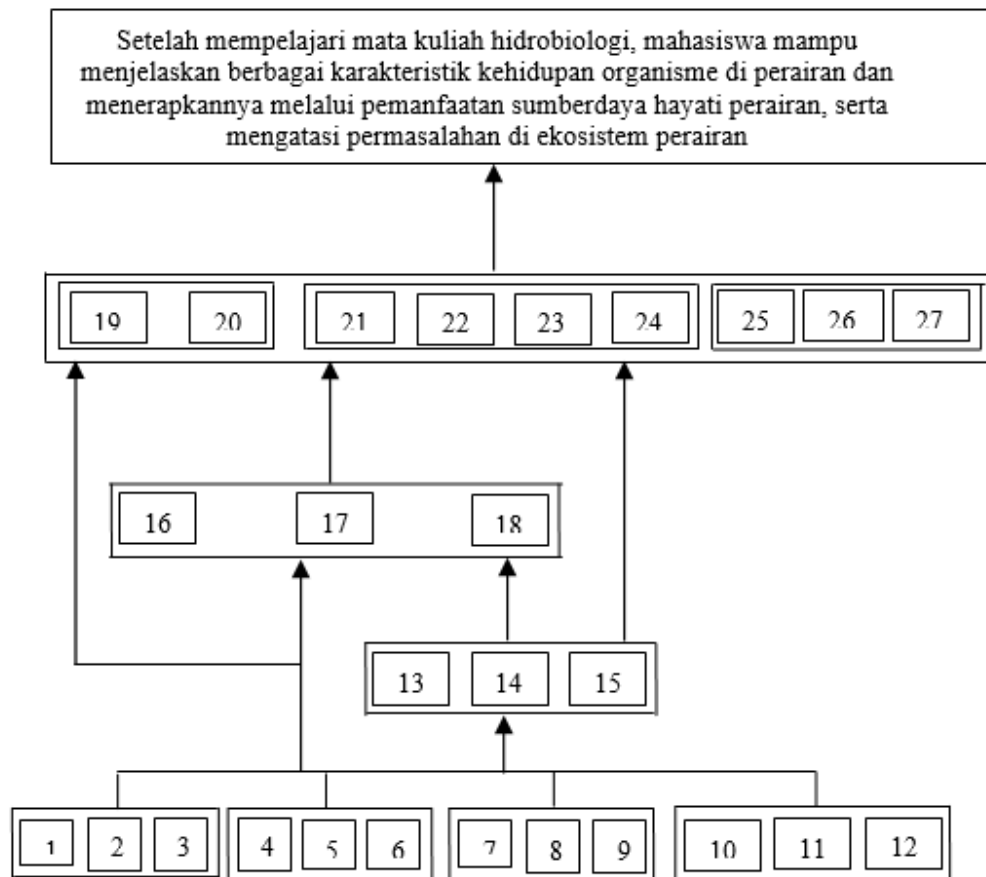 Setelah mempelajari mata kuliah hidrobiologi, mahasiswa mampu
menjelaskan berbagai karakteristik kehidupan organisme di perairan dan
menerapkannya melalui pemanfaatan sumberdaya hayati perairan, serta
mengatasi permasalahan di ekosistem perairan
19 20 21 22 23 24 25 26 27
16 17 18
13 14 15
1 2 3 4 5 6 7 8 9 10 11 12